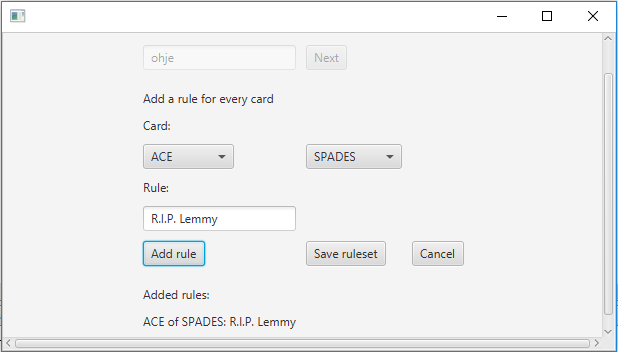 ohje Next
Add a rule for every card
Card:
ACE SPADES
Rule:
R.I.P. Lemmy
Add rule Save ruleset Cancel
Added rules:
ACE of SPADES: R.I.P. Lemmy